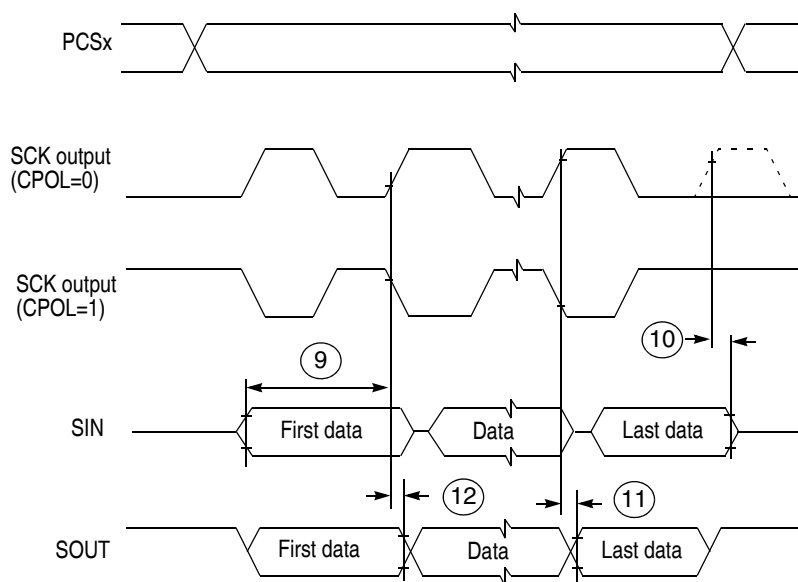 PCSx
SCK output
(CPOL=0)
SCK output
(CPOL=1)
10
9
SIN
First data
Data
Last data
12
11
SOUT
First data
Data
Last data